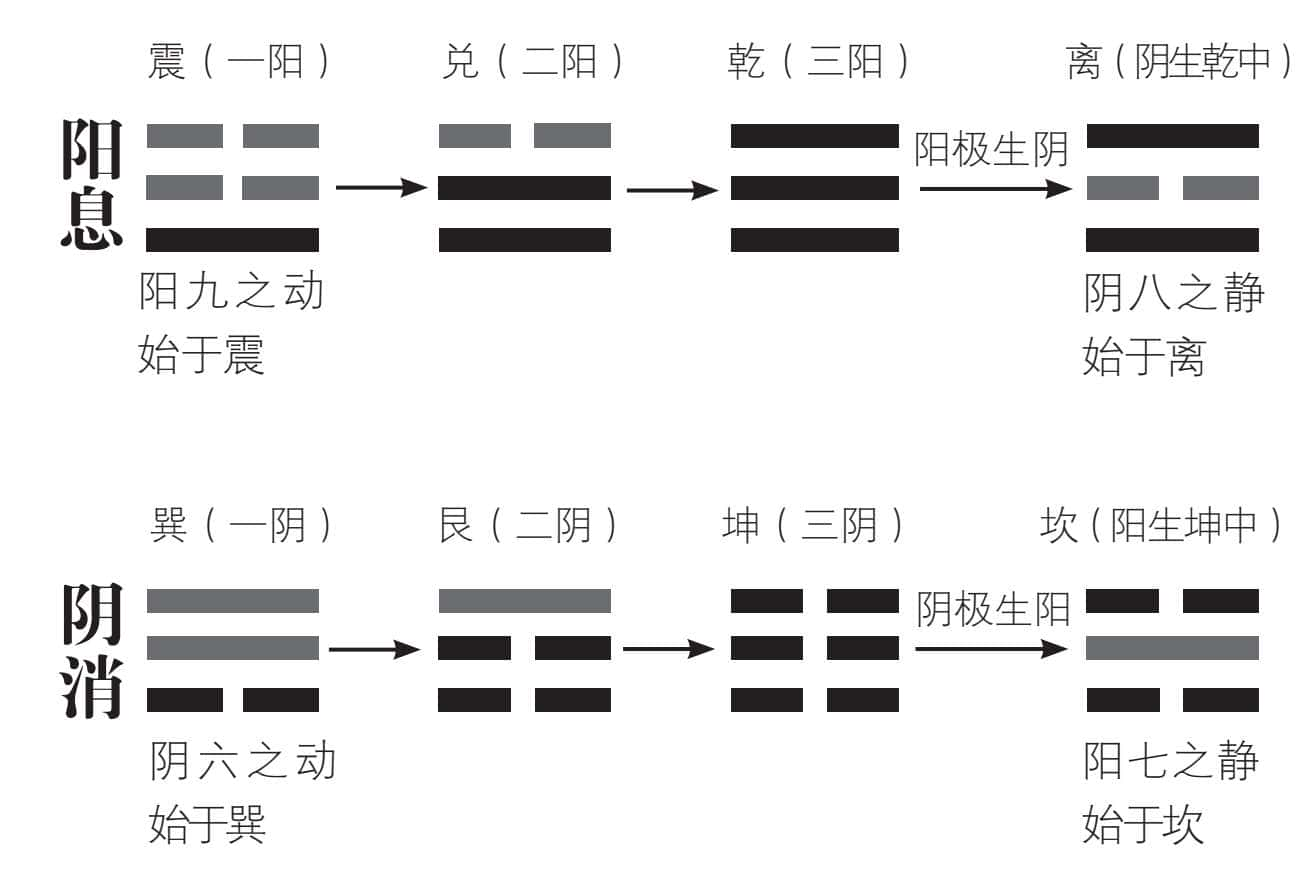 震（一阳）
兑（二阳）
乾（三阳）
离（阴生乾中）
阳息
阳极生阴
阳九之动
始于震
阴八之静
始于离
巽（一阴）
艮（二阴）
坤（三阴）
坎（阳生坤中）
阴消
阴极生阳
阴六之动
始于巽
阳七之静
始于坎